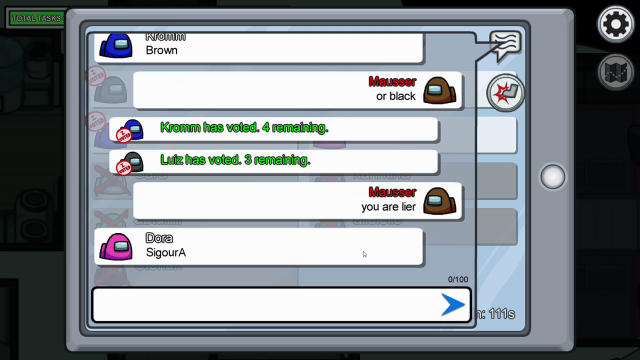 TOTAL TASKS
Kromm
Brown
Mausser
or black
Kromm has voted. 4 remaining.
Luiz has voted. 3 remaining.
Mausser
you are lier
Dora
SigourA
0/100
n: 111s